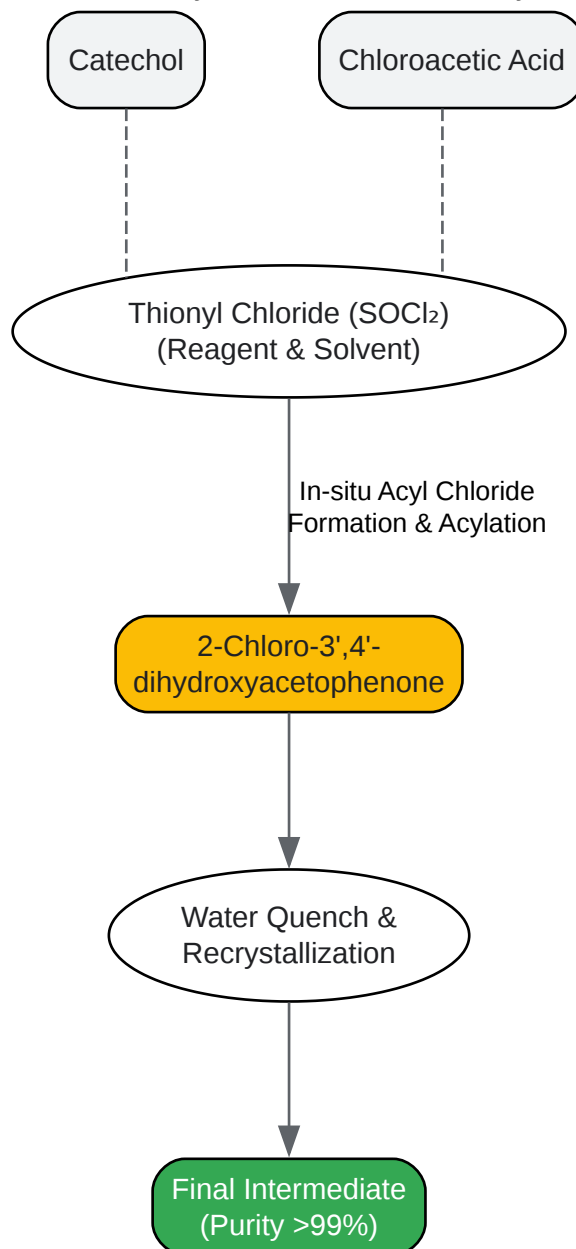 Catechol
Chloroacetic Acid
Thionyl Chloride (SOCl₂)
(Reagent & Solvent)
In-situ Acyl Chloride
Formation & Acylation
2-Chloro-3',4'-
dihydroxyacetophenone
Water Quench &
Recrystallization
Final Intermediate
(Purity >99%)